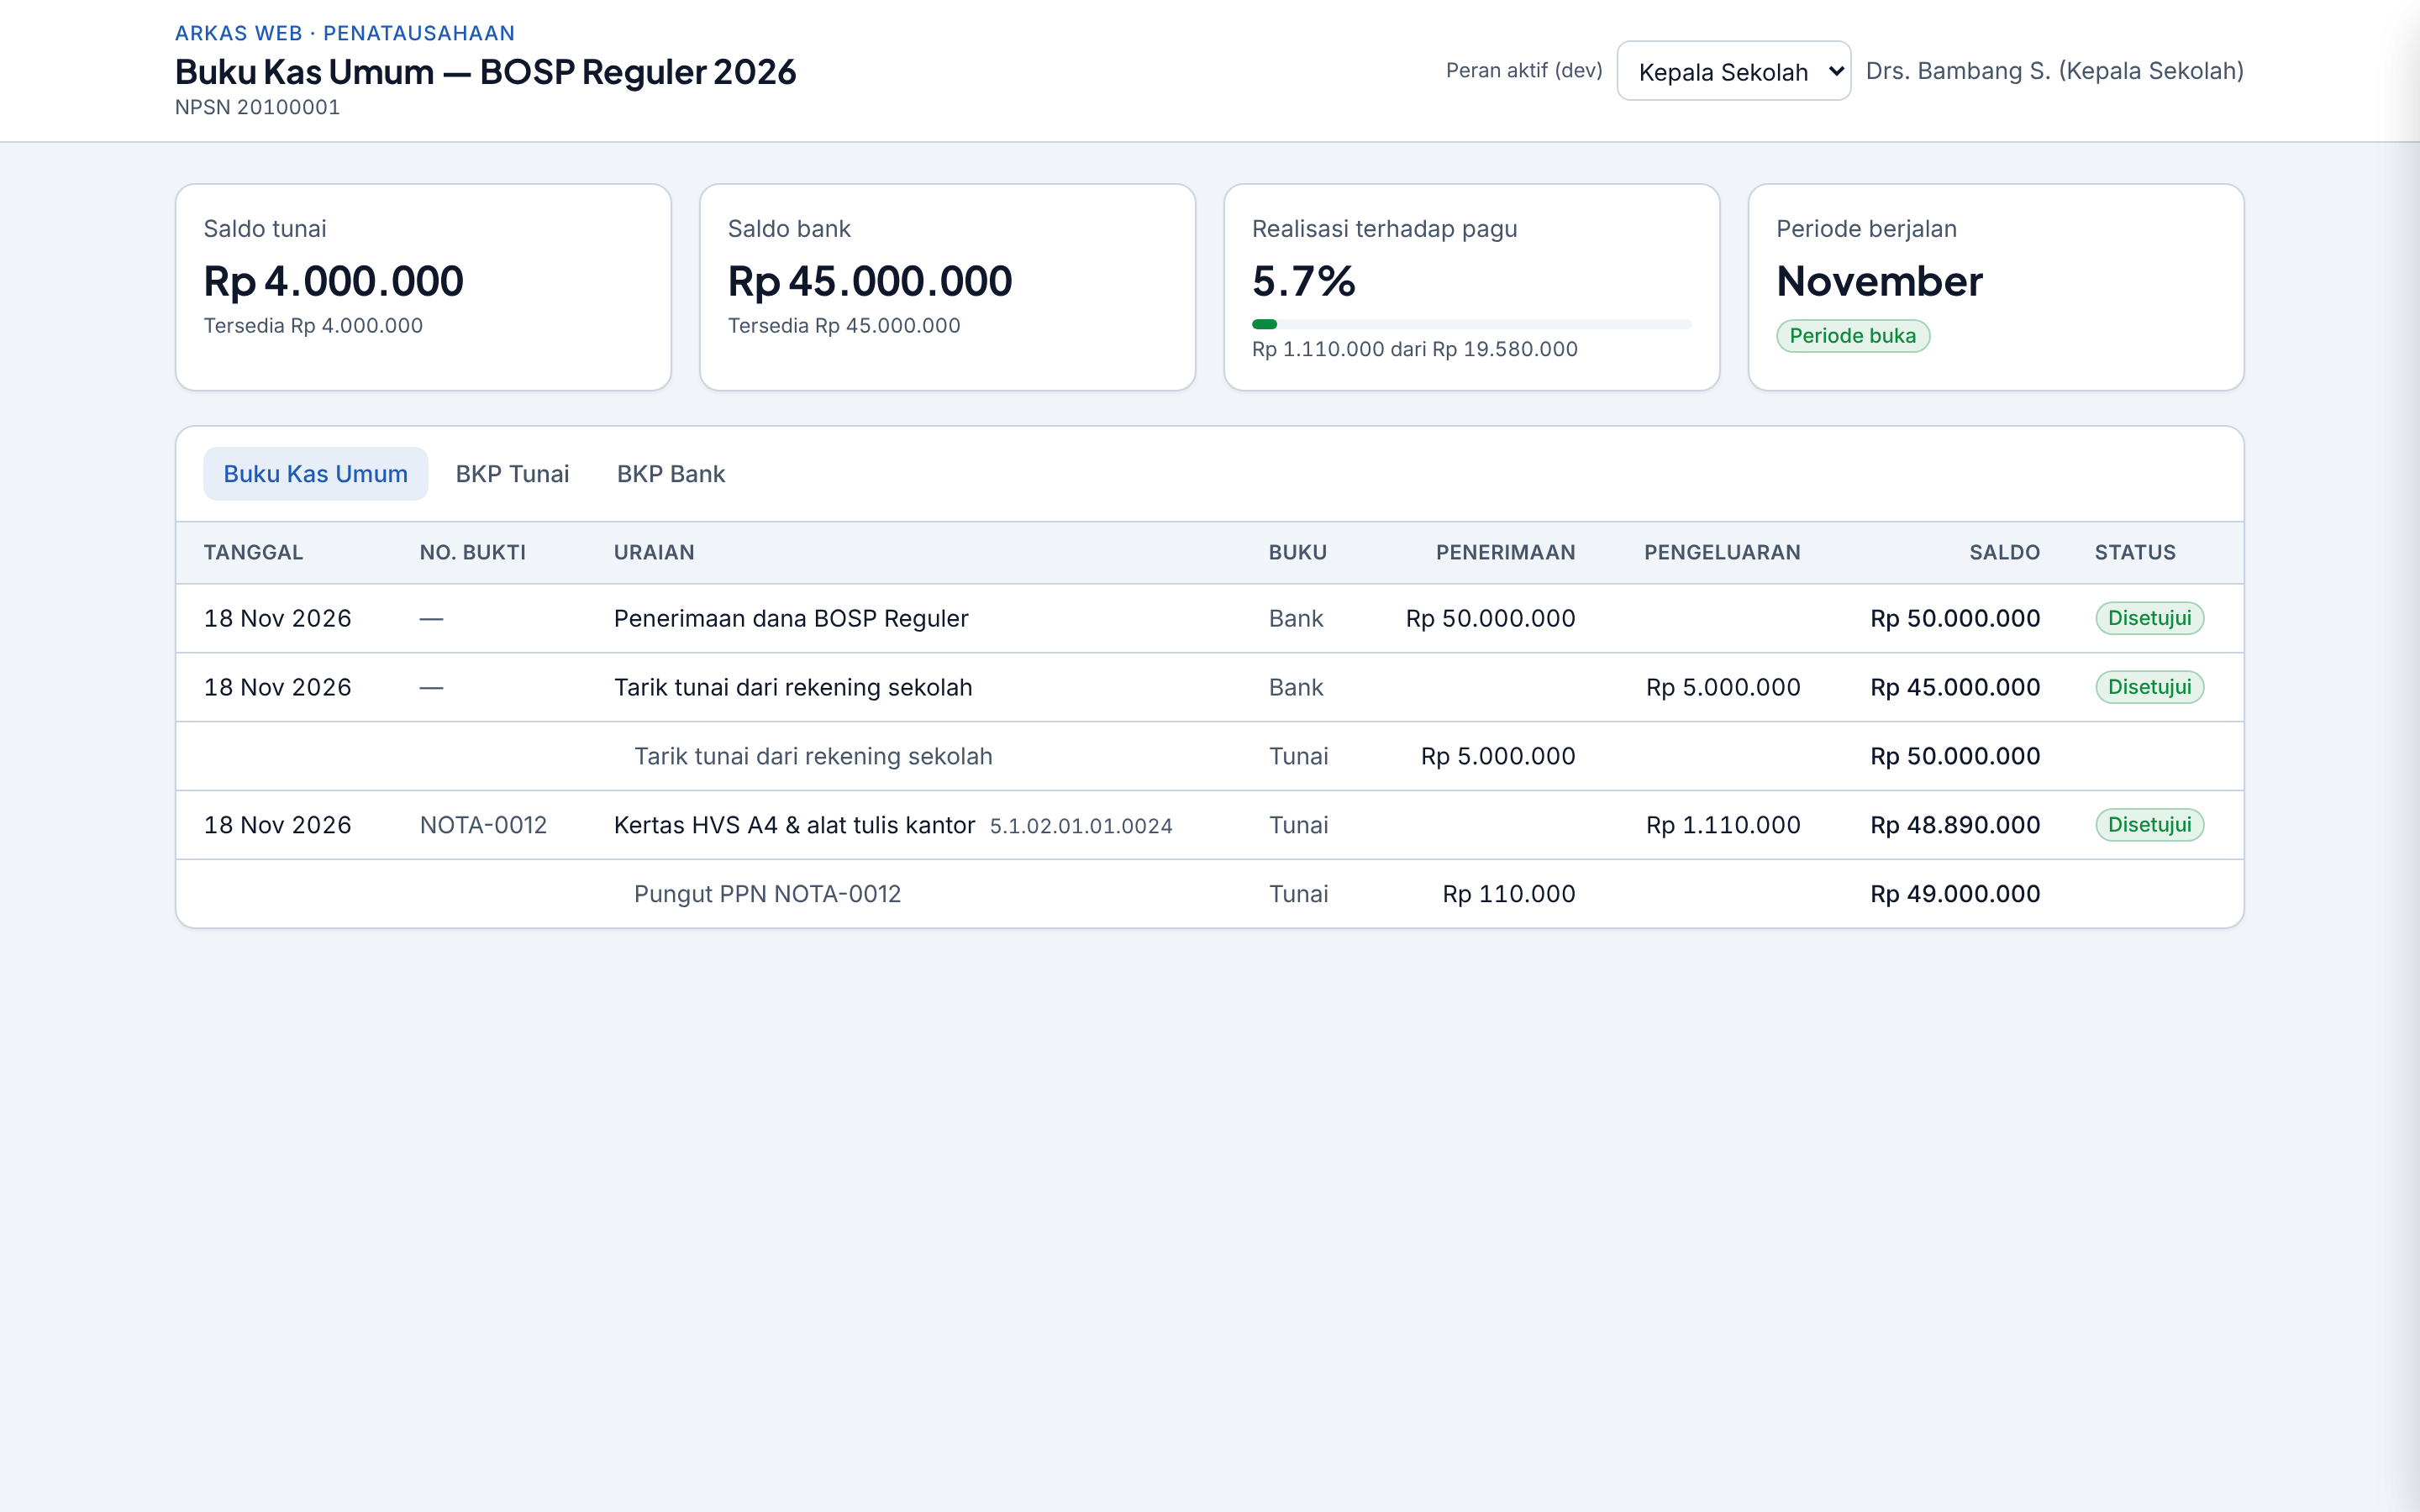 ARKAS WEB · PENATAUSAHAAN
Buku Kas Umum — BOSP Reguler 2026
NPSN 20100001
Peran aktif (dev) Kepala Sekolah Drs. Bambang S. (Kepala Sekolah)
Saldo tunai
Rp 4.000.000
Tersedia Rp 4.000.000
Saldo bank
Rp 45.000.000
Tersedia Rp 45.000.000
Realisasi terhadap pagu
5.7%
Rp 1.110.000 dari Rp 19.580.000
Periode berjalan
November
Periode buka
Buku Kas Umum BKP Tunai BKP Bank
TANGGAL NO. BUKTI URAIAN BUKU PENERIMAAN PENGELUARAN SALDO STATUS
18 Nov 2026 — Penerimaan dana BOSP Reguler Bank Rp 50.000.000 Rp 50.000.000 Disetujui
18 Nov 2026 — Tarik tunai dari rekening sekolah Bank Rp 5.000.000 Rp 45.000.000 Disetujui
Tarik tunai dari rekening sekolah Tunai Rp 5.000.000 Rp 50.000.000
18 Nov 2026 NOTA-0012 Kertas HVS A4 & alat tulis kantor 5.1.02.01.01.0024 Tunai Rp 1.110.000 Rp 48.890.000 Disetujui
Pungut PPN NOTA-0012 Tunai Rp 110.000 Rp 49.000.000